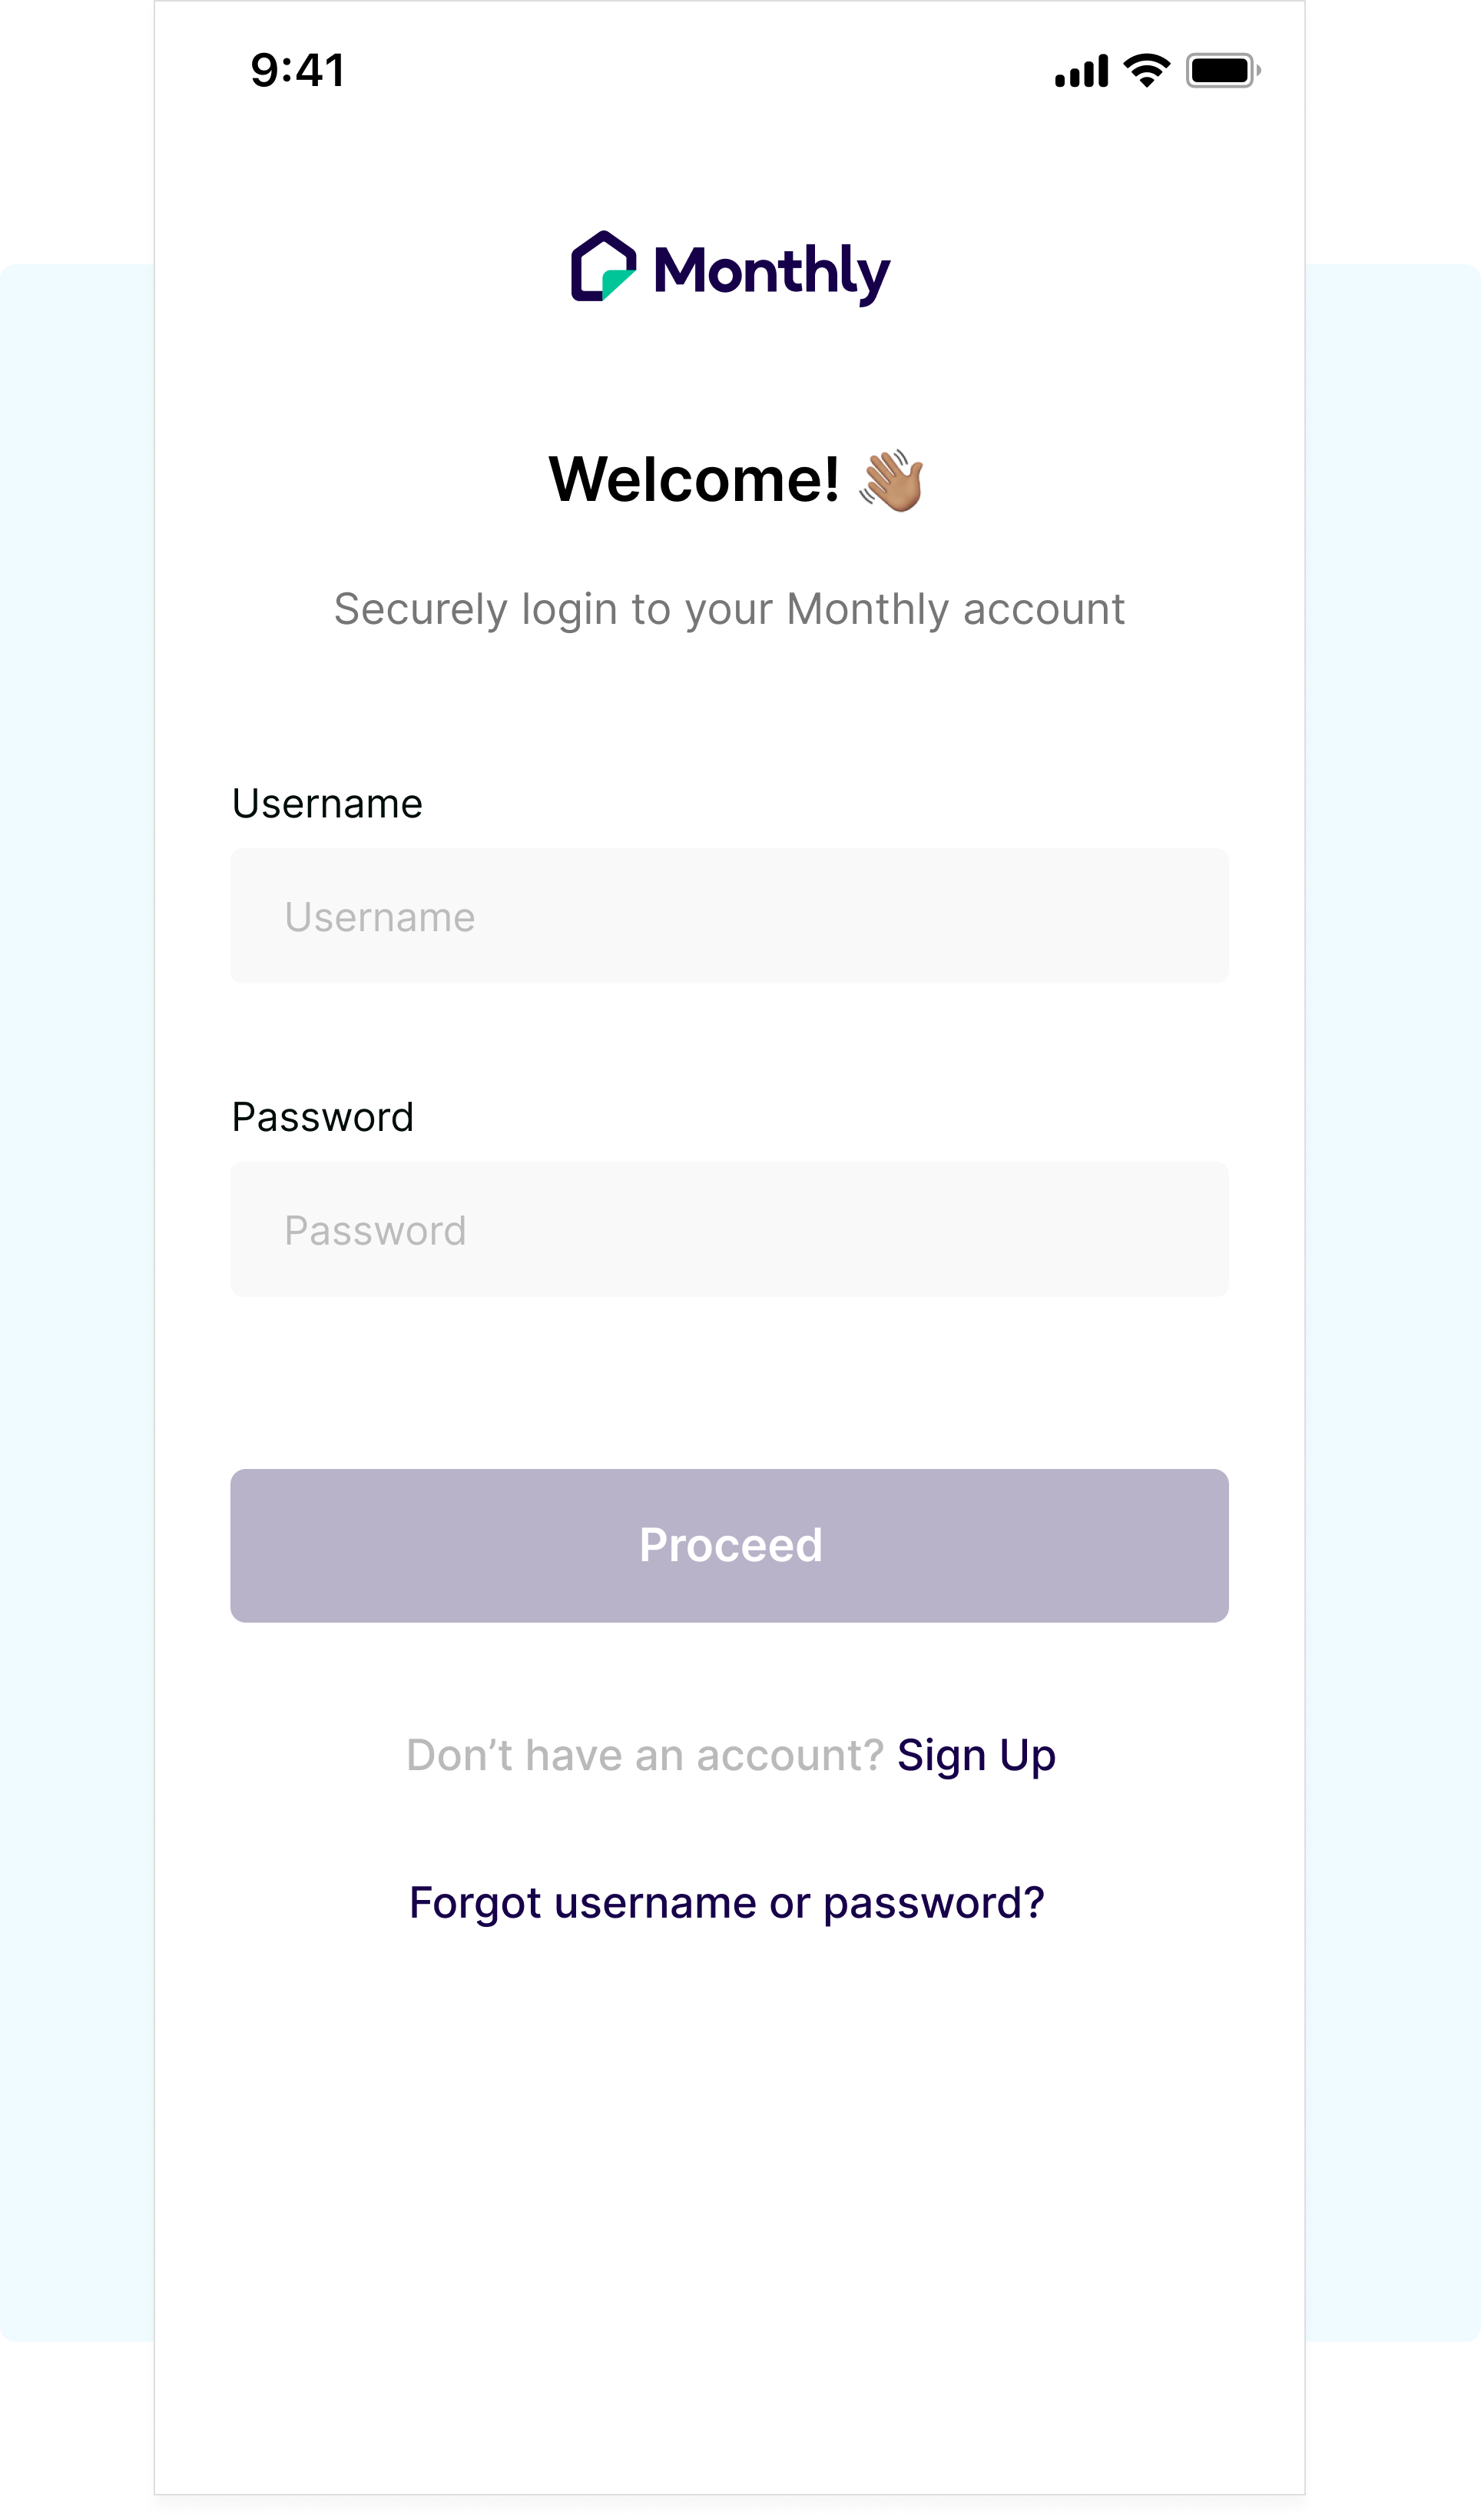 9:41
Monthly
Welcome! 👋🏽
Securely login to your Monthly account
Username
Username
Password
Password
Proceed
Don’t have an account? Sign Up
Forgot username or password?